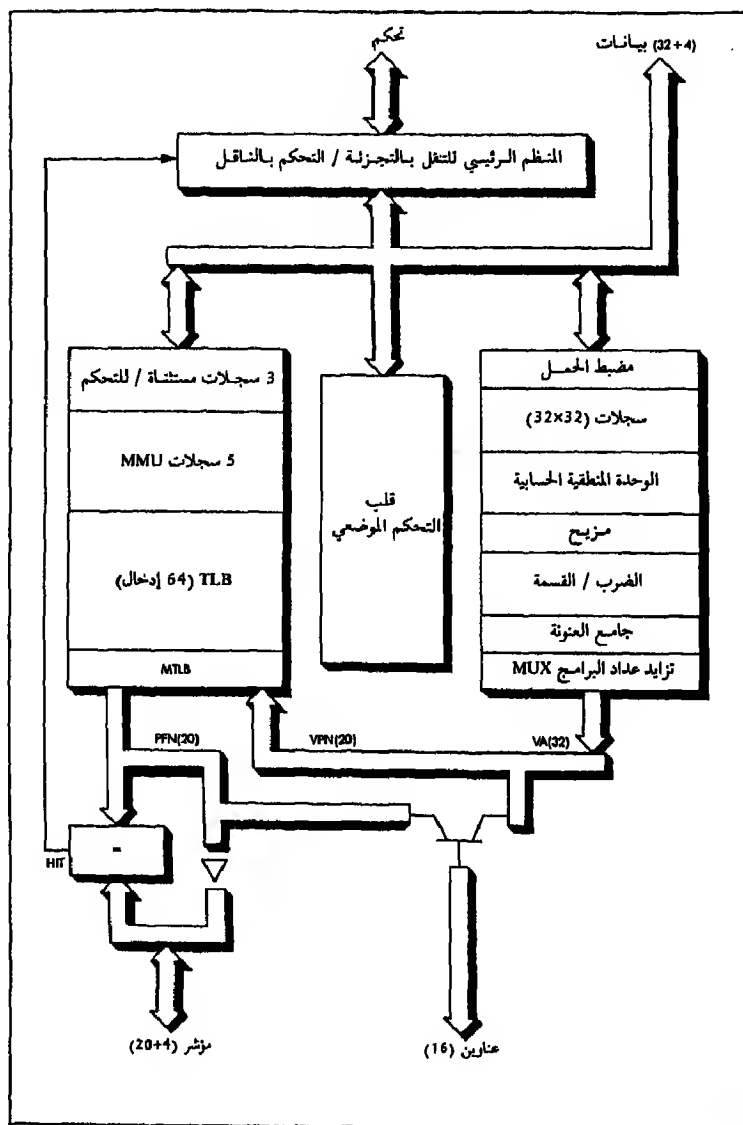 تحكم
بيانات (32+4)
المنظم الرئيسي للتنقل بالتجزئة / التحكم بالناقل
3 سجلات مستثناة / للتحكم
5 سجلات MMU
TLB (64 إدخال)
MTLB
قلب
التحكم الموضعي
مضبط الحمل
سجلات (32×32)
الوحدة المنطقية الحسابية
مزيح
الضرب / القسمة
جامع العنونة
تزايد عداد البرامج MUX
PFN(20)
VPN(20)
VA(32)
HIT
=
مؤشر (20+4)
عناوين (16)